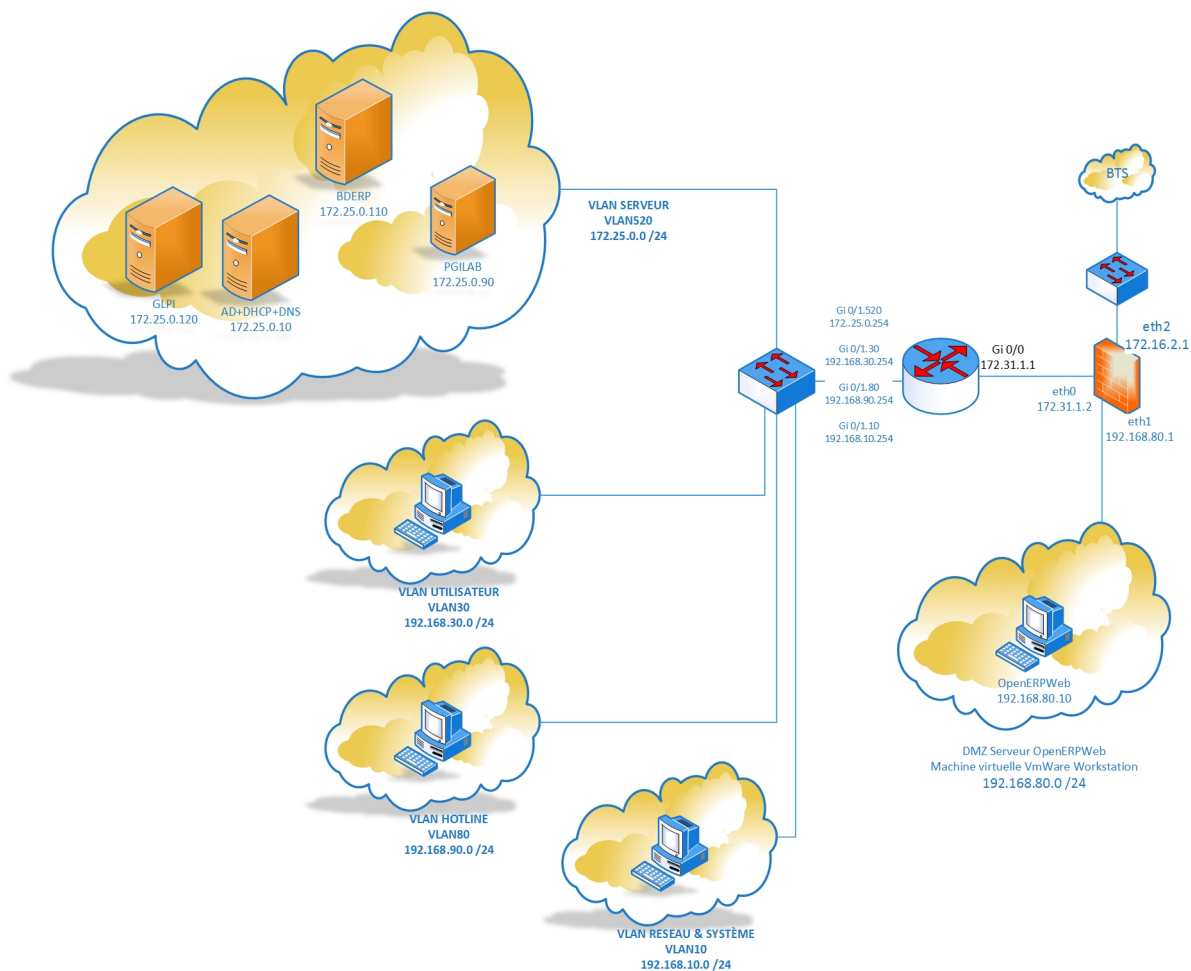 BDERP
172.25.0.110
PGILAB
172.25.0.90
GLPI
172.25.0.120
AD+DHCP+DNS
172.25.0.10
VLAN SERVEUR
VLAN520
172.25.0.0 /24
BTS
Gi 0/1.520
172..25.0.254
Gi 0/1.30
192.168.30.254
Gi 0/1.80
192.168.90.254
Gi 0/1.10
192.168.10.254
Gi 0/0
172.31.1.1
eth2
172.16.2.1
eth0
172.31.1.2
eth1
192.168.80.1
VLAN UTILISATEUR
VLAN30
192.168.30.0 /24
OpenERPWeb
192.168.80.10
DMZ Serveur OpenERPWeb
Machine virtuelle VmWare Workstation
192.168.80.0 /24
VLAN HOTLINE
VLAN80
192.168.90.0 /24
VLAN RESEAU & SYSTÈME
VLAN10
192.168.10.0 /24